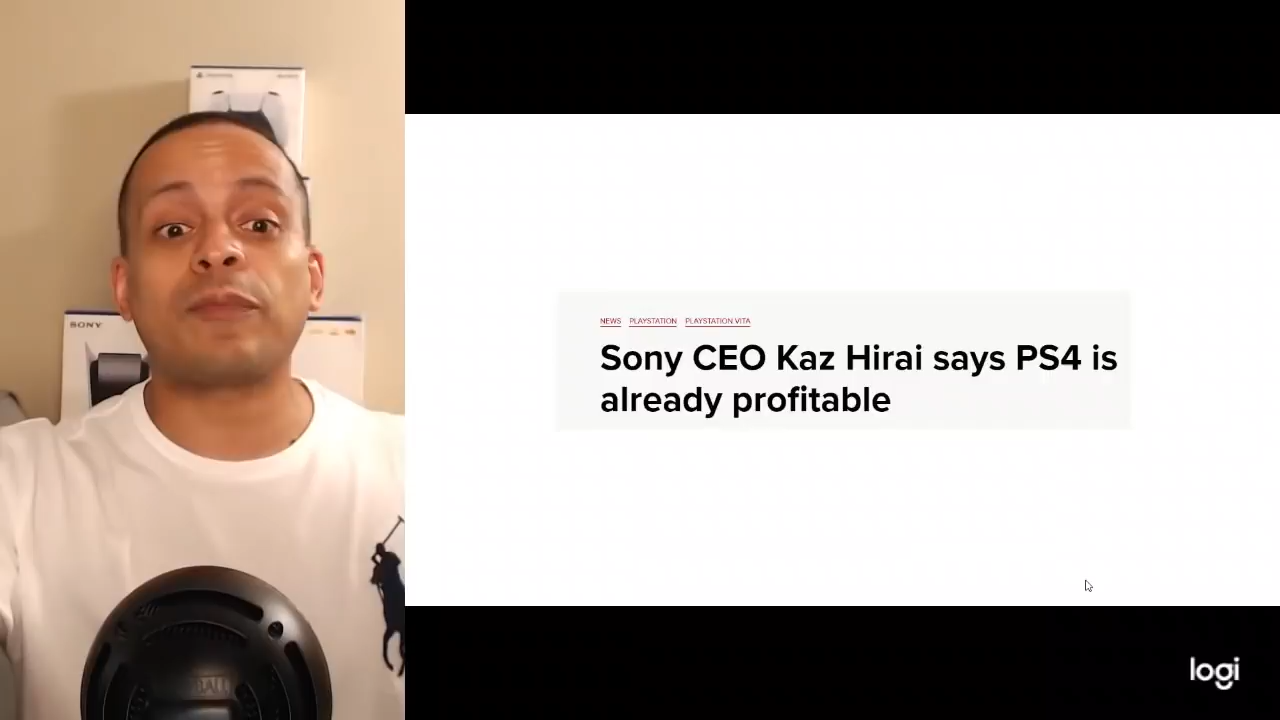 SONY
NEWS PLAYSTATION PLAYSTATION VITA
Sony CEO Kaz Hirai says PS4 is
already profitable
logi